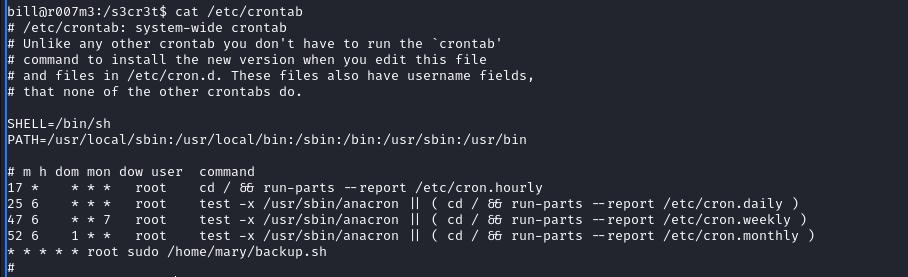 bill@r007m3:/s3cr3t$ cat /etc/crontab
# /etc/crontab: system-wide crontab
# Unlike any other crontab you don't have to run the `crontab'
# command to install the new version when you edit this file
# and files in /etc/cron.d. These files also have username fields,
# that none of the other crontabs do.
SHELL=/bin/sh
PATH=/usr/local/sbin:/usr/local/bin:/sbin:/bin:/usr/sbin:/usr/bin
# m h dom mon dow user  command
17 *    * * *   root    cd / && run-parts --report /etc/cron.hourly
25 6    * * *   root    test -x /usr/sbin/anacron || ( cd / && run-parts --report /etc/cron.daily )
47 6    * * 7   root    test -x /usr/sbin/anacron || ( cd / && run-parts --report /etc/cron.weekly )
52 6    1 * *   root    test -x /usr/sbin/anacron || ( cd / && run-parts --report /etc/cron.monthly )
* * * * * root sudo /home/mary/backup.sh
#